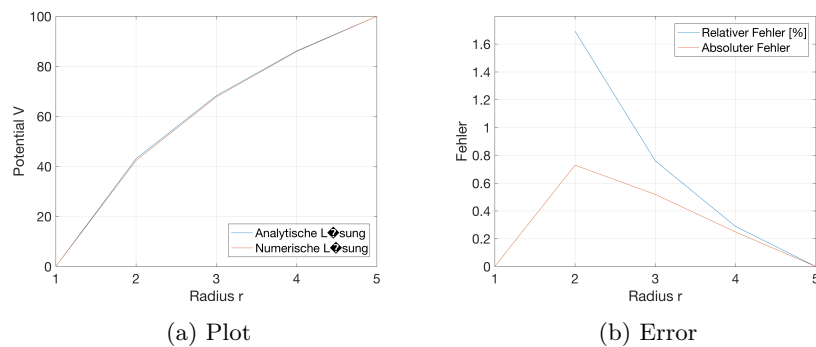 100
80
60
40
20
0
Potential V
1 2 3 4 5
Radius r
Analytische L�sung
Numerische L�sung
(a) Plot
1.6
1.4
1.2
1
0.8
0.6
0.4
0.2
0
Fehler
1 2 3 4 5
Radius r
Relativer Fehler [%]
Absoluter Fehler
(b) Error